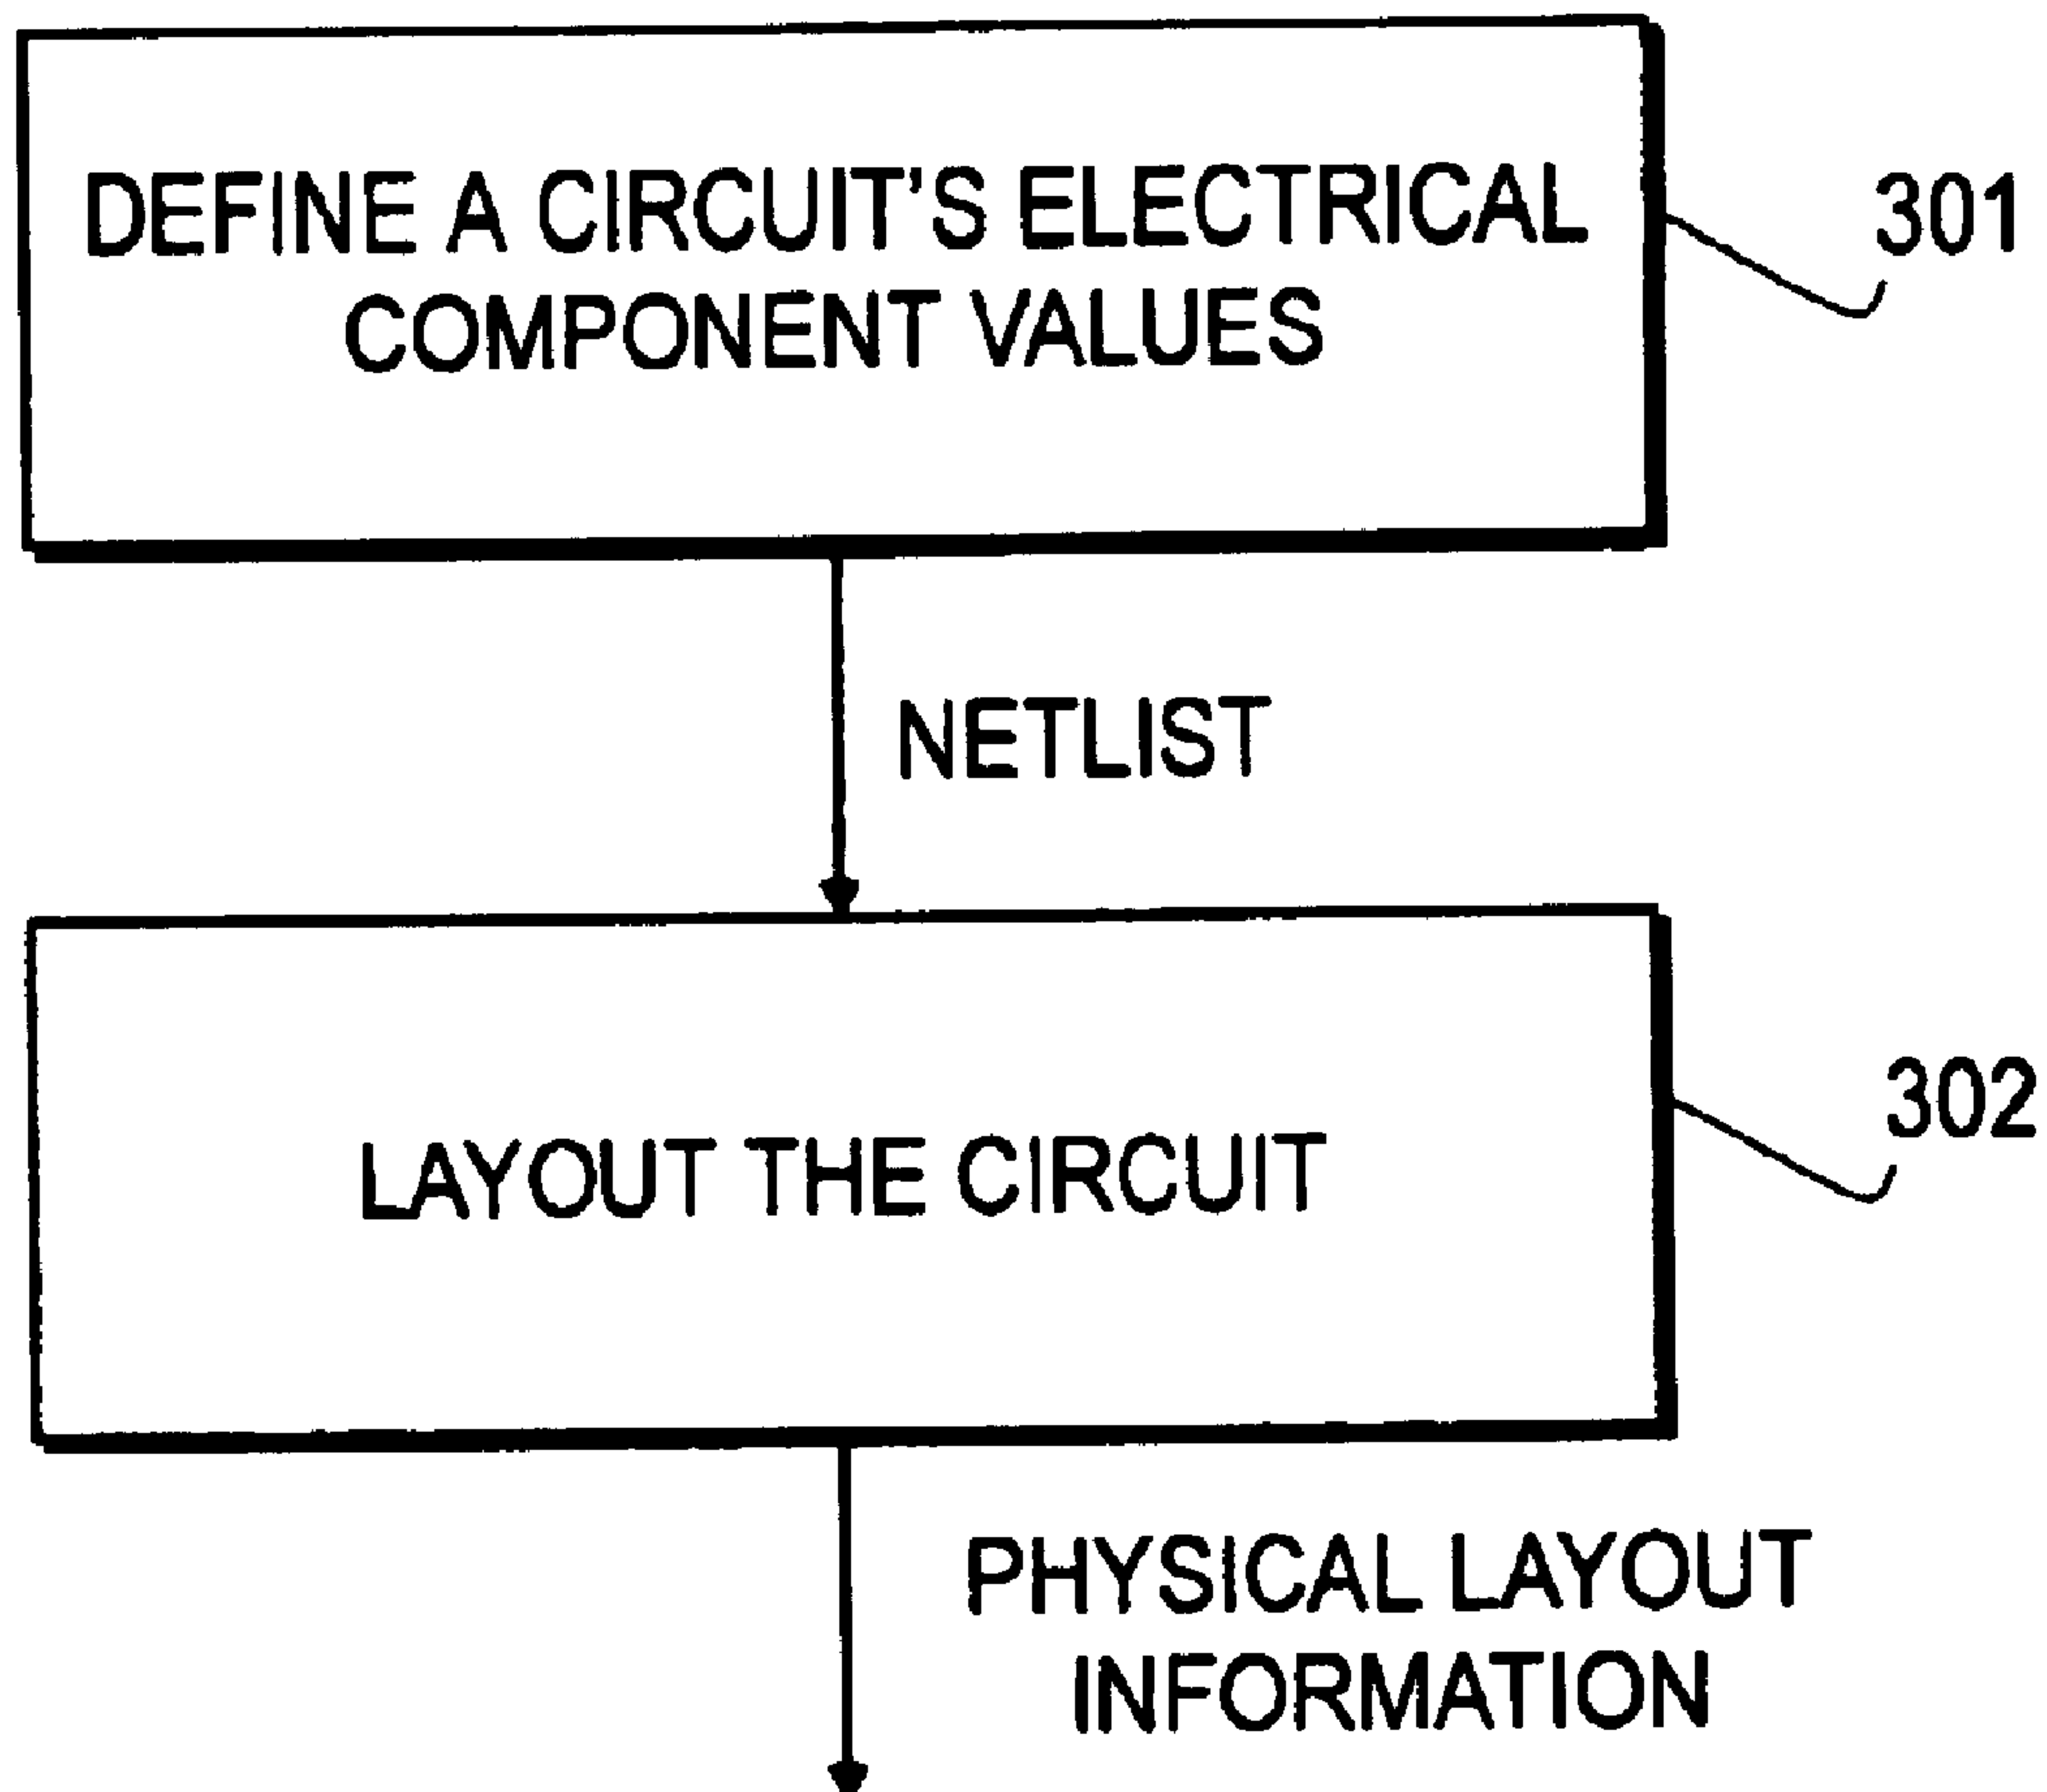 DEFINE A CIRCUIT'S ELECTRICAL
COMPONENT VALUES
301
NETLIST
LAYOUT THE CIRCUIT
302
PHYSICAL LAYOUT
INFORMATION